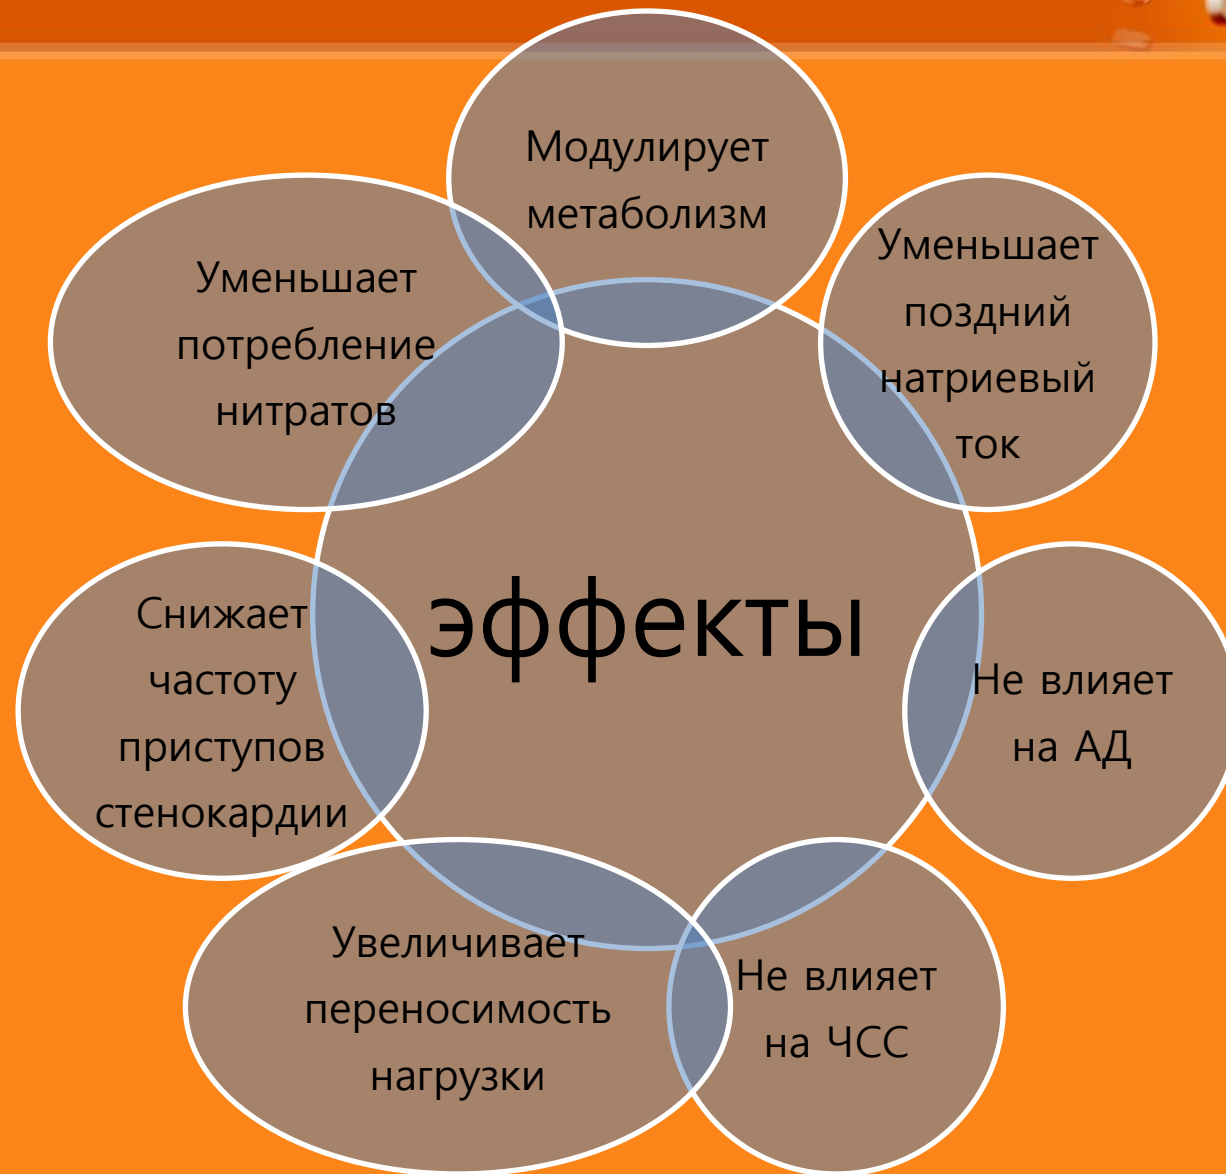 Модулирует
метаболизм
Уменьшает
поздний
натриевый
ток
Не влияет
на АД
Не влияет
на ЧСС
Увеличивает
переносимость
нагрузки
Снижает
частоту
приступов
стенокардии
Уменьшает
потребление
нитратов
эффекты